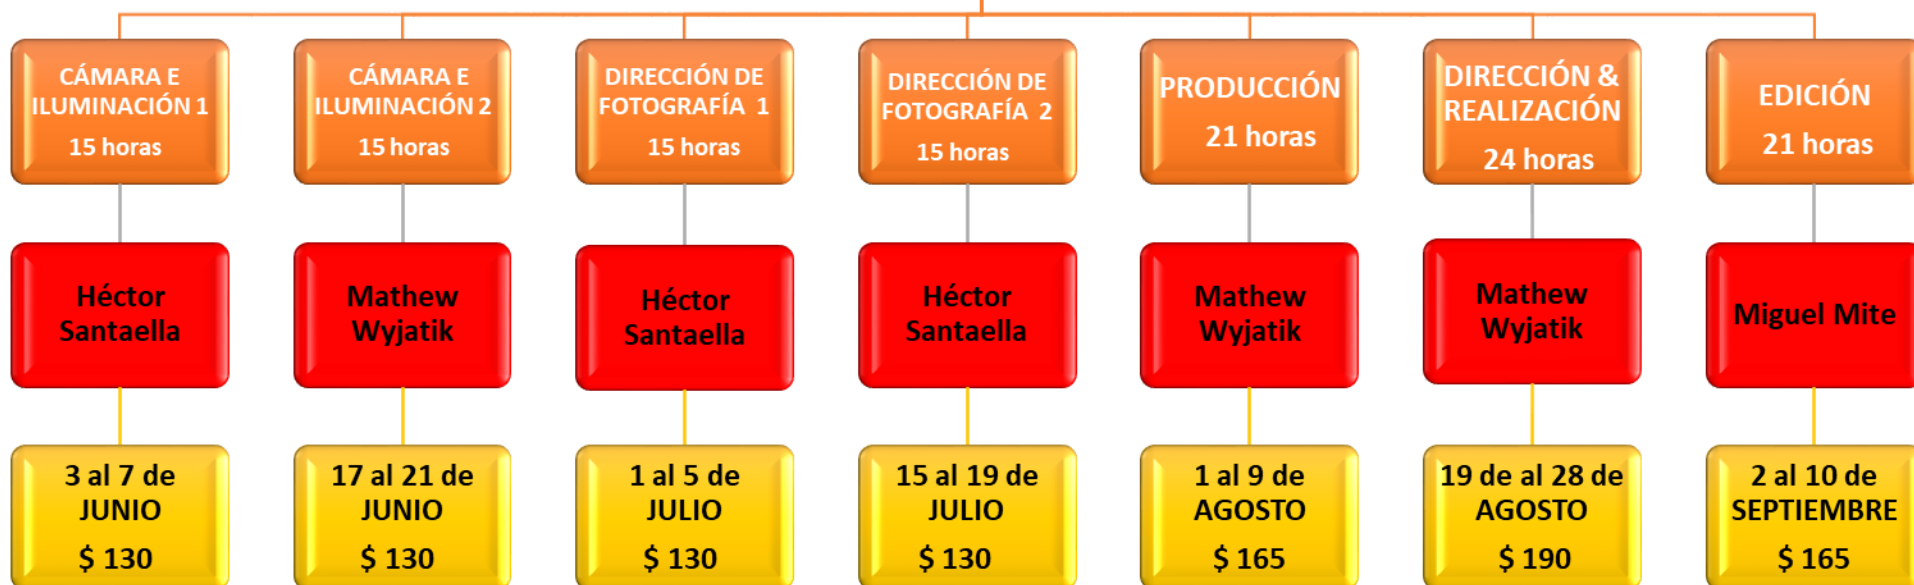 CÁMARA E
ILUMINACIÓN 1
15 horas
Héctor
Santaella
3 al 7 de
JUNIO
$ 130
CÁMARA E
ILUMINACIÓN 2
15 horas
Mathew
Wyjatik
17 al 21 de
JUNIO
$ 130
DIRECCIÓN DE
FOTOGRAFÍA 1
15 horas
Héctor
Santaella
1 al 5 de
JULIO
$ 130
DIRECCIÓN DE
FOTOGRAFÍA 2
15 horas
Héctor
Santaella
15 al 19 de
JULIO
$ 130
PRODUCCIÓN
21 horas
Mathew
Wyjatik
1 al 9 de
AGOSTO
$ 165
DIRECCIÓN &
REALIZACIÓN
24 horas
Mathew
Wyjatik
19 de al 28 de
AGOSTO
$ 190
EDICIÓN
21 horas
Miguel Mite
2 al 10 de
SEPTIEMBRE
$ 165